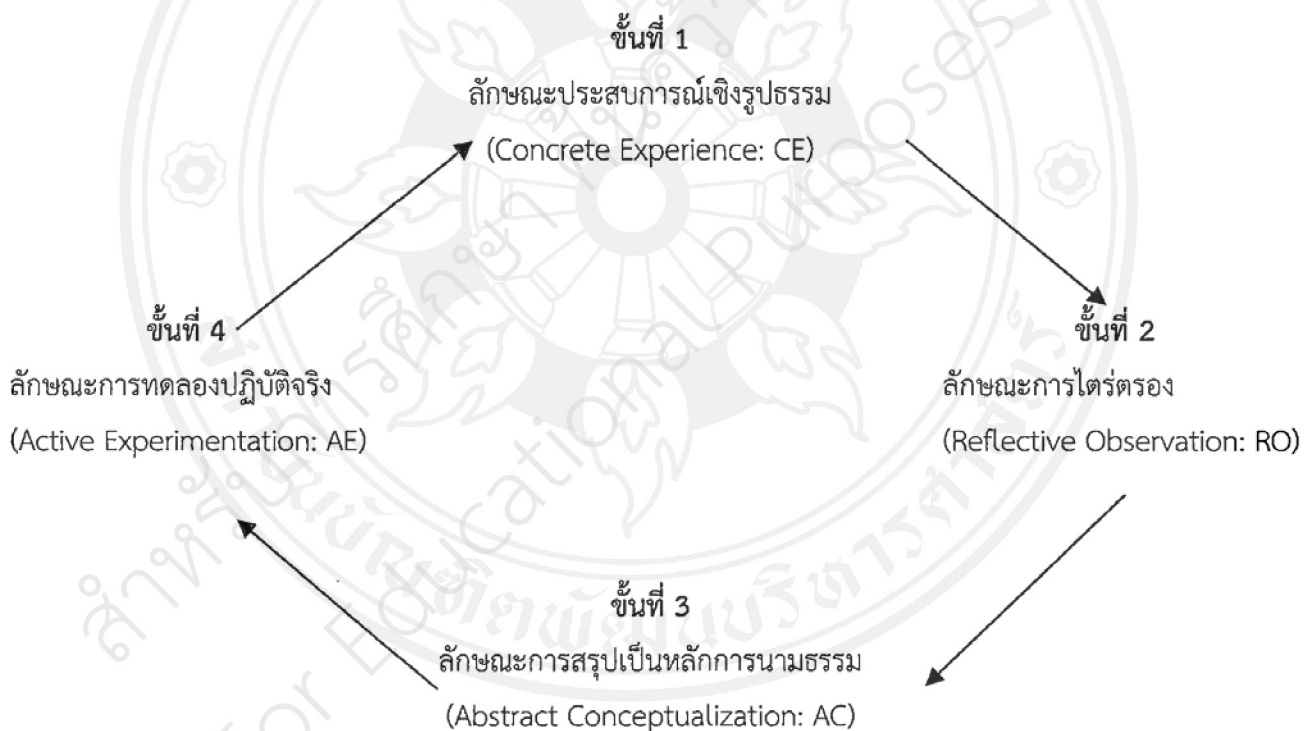 ขั้นที่ 1
ลักษณะประสบการณ์เชิงรูปธรรม
(Concrete Experience: CE)
ขั้นที่ 4
ลักษณะการทดลองปฏิบัติจริง
(Active Experimentation: AE)
ขั้นที่ 2
ลักษณะการไตร่ตรอง
(Reflective Observation: RO)
ขั้นที่ 3
ลักษณะการสรุปเป็นหลักการนามธรรม
(Abstract Conceptualization: AC)
For Educational Purposes